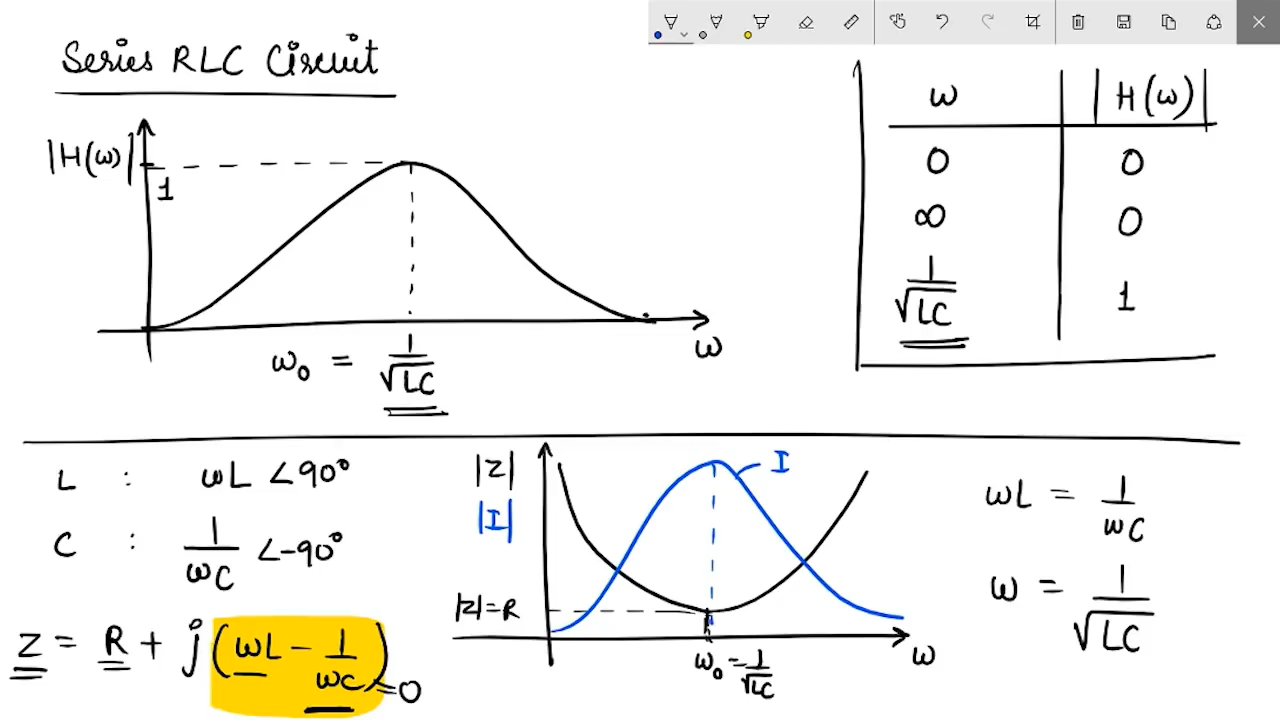 Series RLC Circuit
|H(ω)|
1
ω
ω₀ = 1/√LC
ω |H(ω)|
0 0
∞ 0
1/√LC 1
L : ωL ∠90°
C : 1/ωC ∠-90°
Z = R + j(ωL - 1/ωC) = 0
|Z|
|I|
I
|Z|=R
ω₀ = 1/√LC
ω
ωL = 1/ωC
ω = 1/√LC